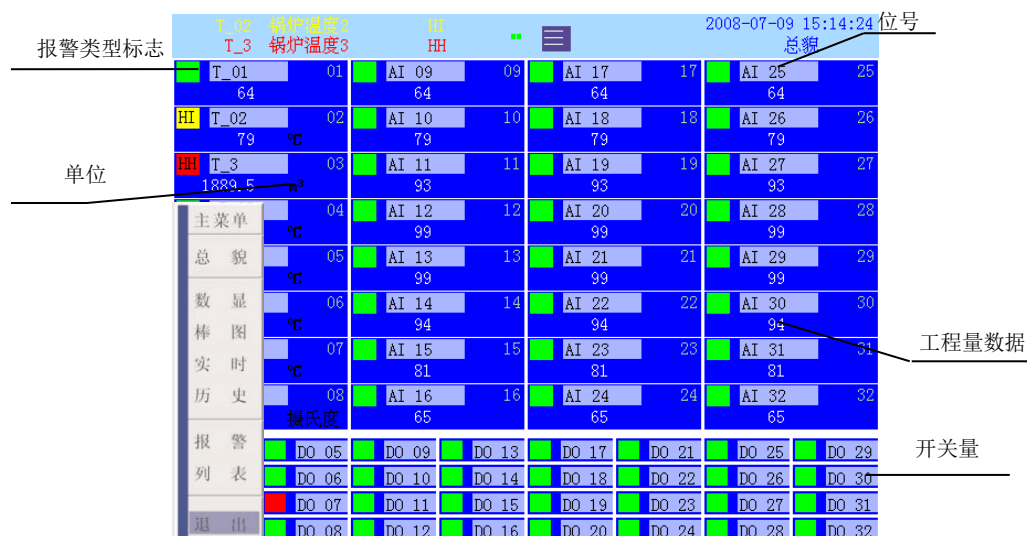 T_02 锅炉温度2 HI 2008-07-09 15:14:24 位号
报警类型标志 T_3 锅炉温度3 HH 总貌
T_01 01 AI 09 09 AI 17 17 AI 25 25
64 64 64 64
HI T_02 02 AI 10 10 AI 18 18 AI 26 26
79 ℃ 79 79 79
HH T_3 03 AI 11 11 AI 19 19 AI 27 27
单位 1889.5 m³ 93 93 93
主菜单 04 AI 12 12 AI 20 20 AI 28 28
℃ 99 99 99
总貌 05 AI 13 13 AI 21 21 AI 29 29
℃ 99 99 99
数显 06 AI 14 14 AI 22 22 AI 30 30
棒图 ℃ 94 94 94
实时 07 AI 15 15 AI 23 23 AI 31 31 工程量数据
℃ 81 81 81
历史 08 AI 16 16 AI 24 24 AI 32 32
摄氏度 65 65 65
报警 DO 05 DO 09 DO 13 DO 17 DO 21 DO 25 DO 29 开关量
列表 DO 06 DO 10 DO 14 DO 18 DO 22 DO 26 DO 30
DO 07 DO 11 DO 15 DO 19 DO 23 DO 27 DO 31
退出 DO 08 DO 12 DO 16 DO 20 DO 24 DO 28 DO 32